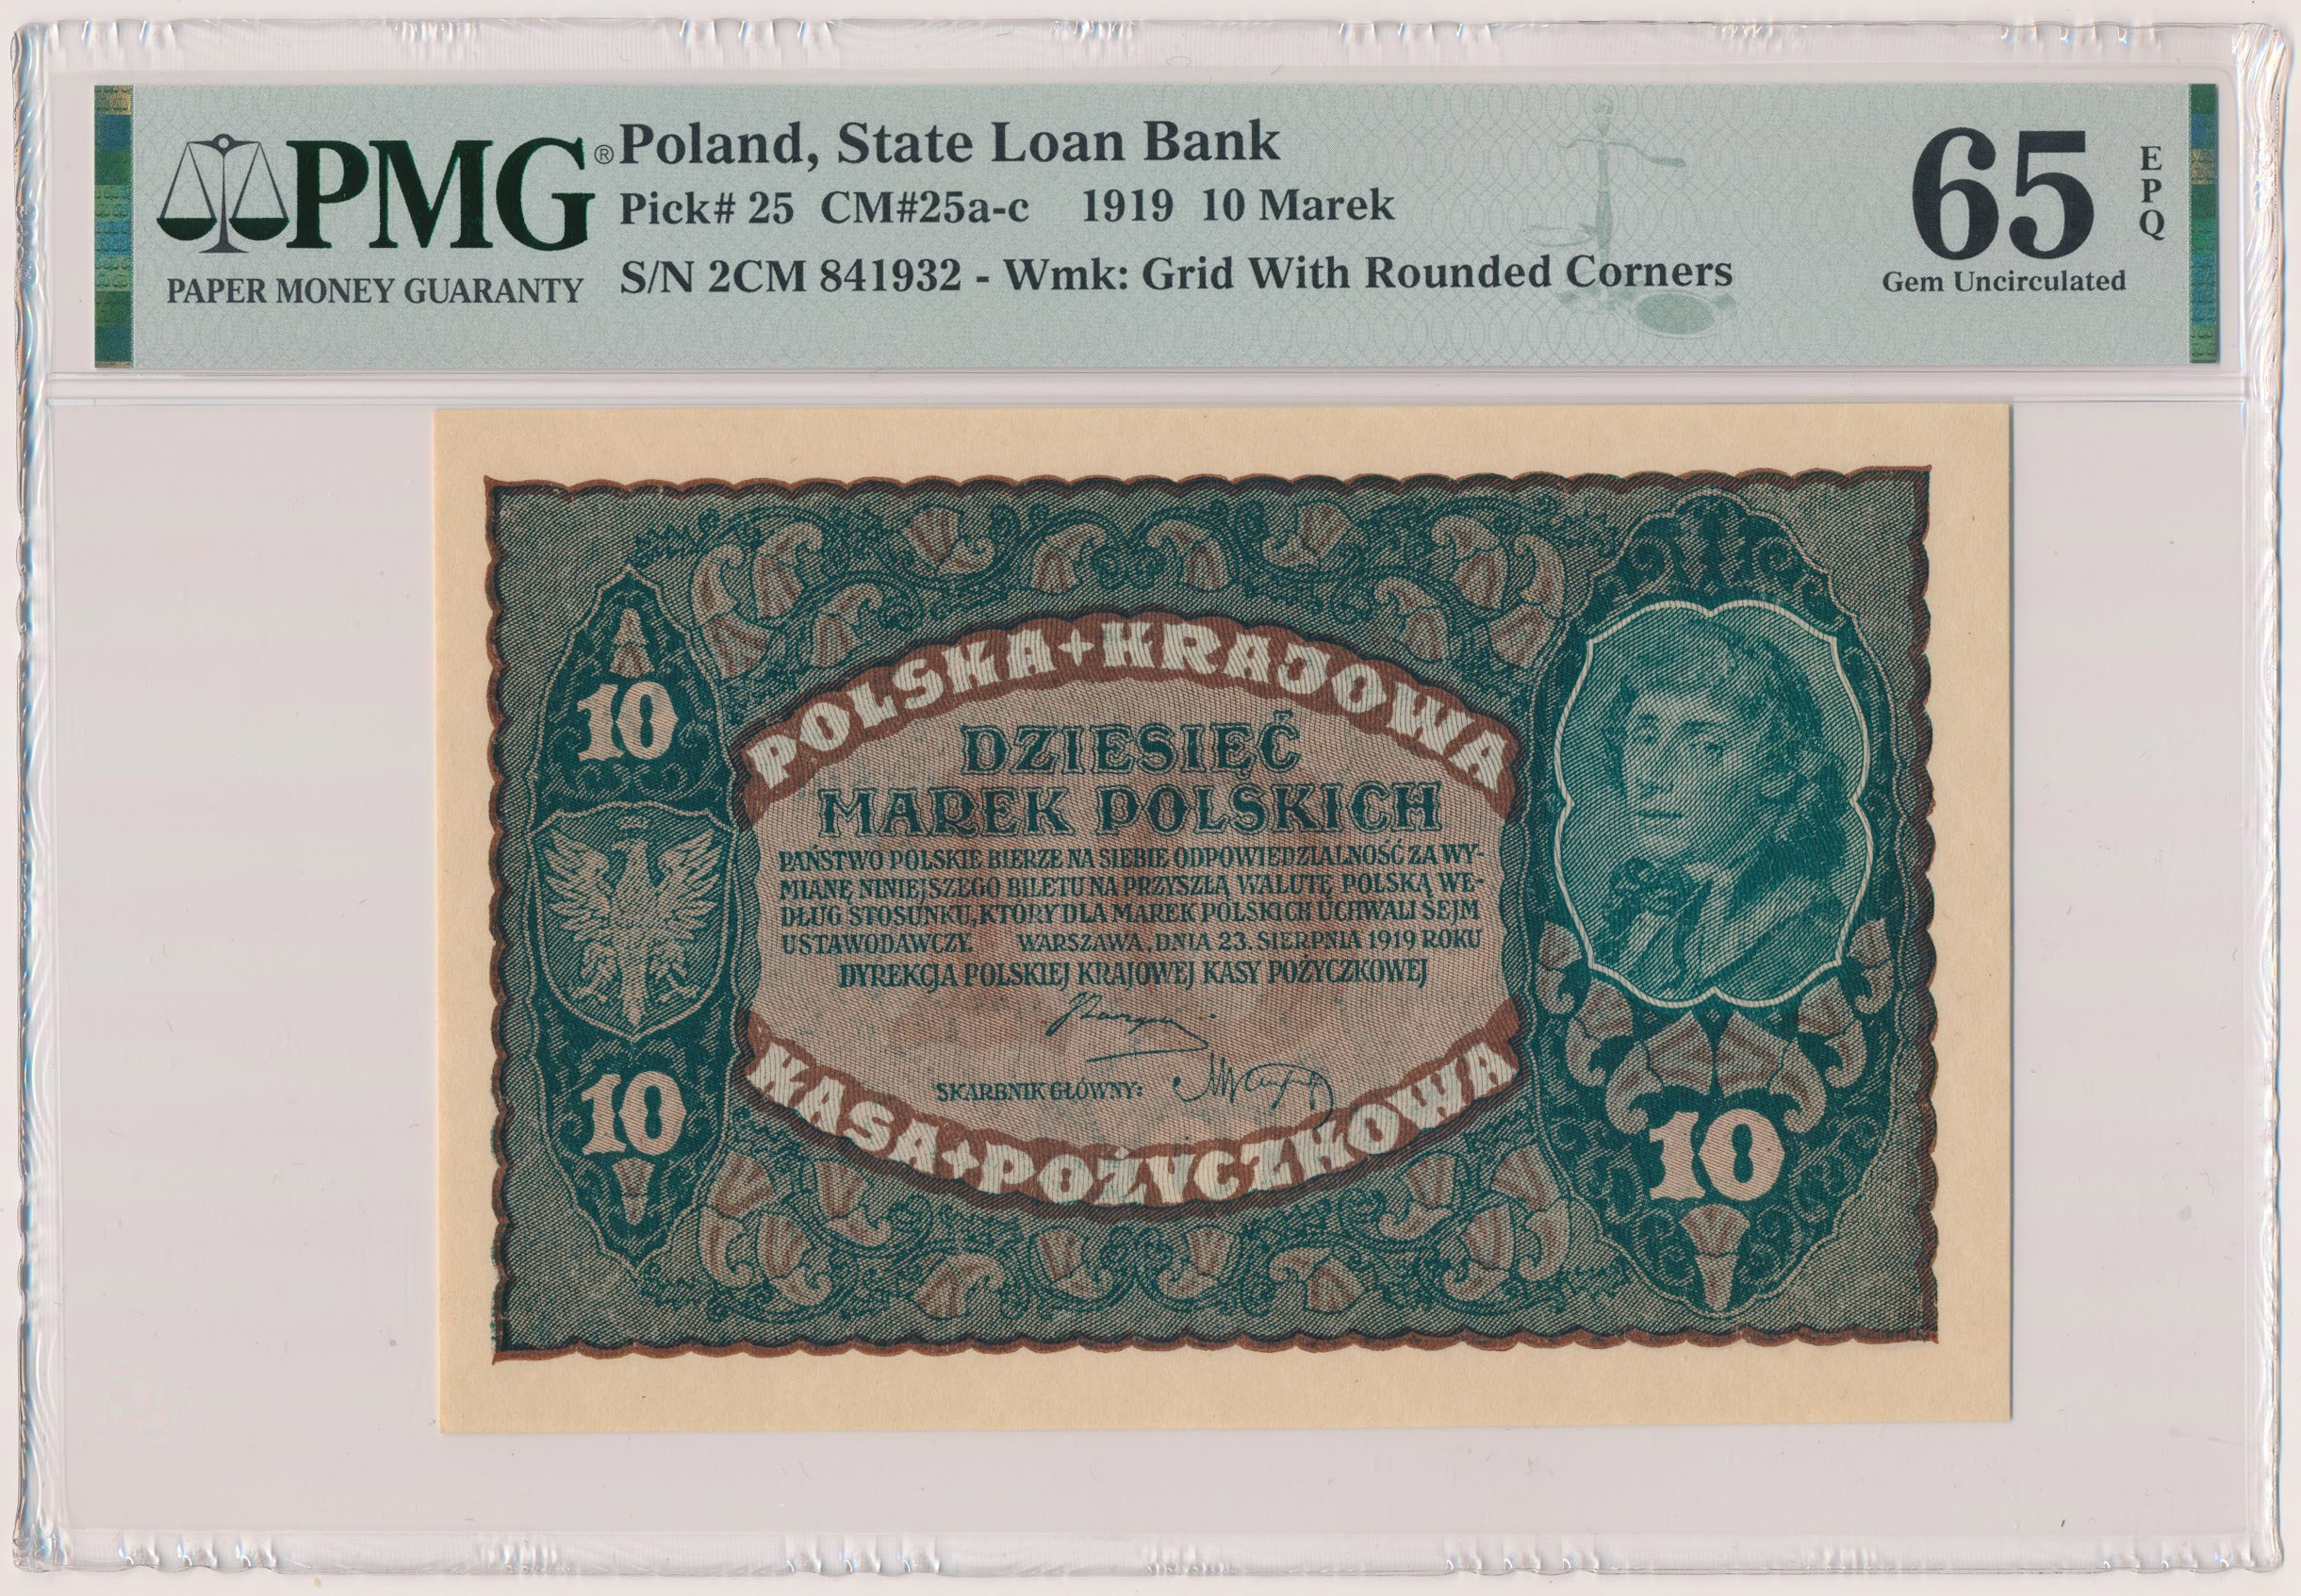 PMG®
PAPER MONEY GUARANTY
Poland, State Loan Bank
Pick# 25 CM#25a-c 1919 10 Marek
S/N 2CM 841932 - Wmk: Grid With Rounded Corners
65
EPQ
Gem Uncirculated
POLSKA+KRAJOWA
10
DZIESIĘĆ
MAREK POLSKICH
PAŃSTWO POLSKIE BIERZE NA SIEBIE ODPOWIEDZIALNOŚĆ ZA WY-
MIANĘ NINIEJSZEGO BILETU NA PRZYSZŁĄ WALUTĘ POLSKĄ WE-
DŁUG STOSUNKU, KTÓRY DLA MAREK POLSKICH UCHWALI SEJM
USTAWODAWCZY. WARSZAWA, DNIA 23. SIERPNIA 1919 ROKU
DYREKCJA POLSKIEJ KRAJOWEJ KASY POŻYCZKOWEJ
SKARBNIK GŁÓWNY:
10
KASA+POŻYCZKOWA
10